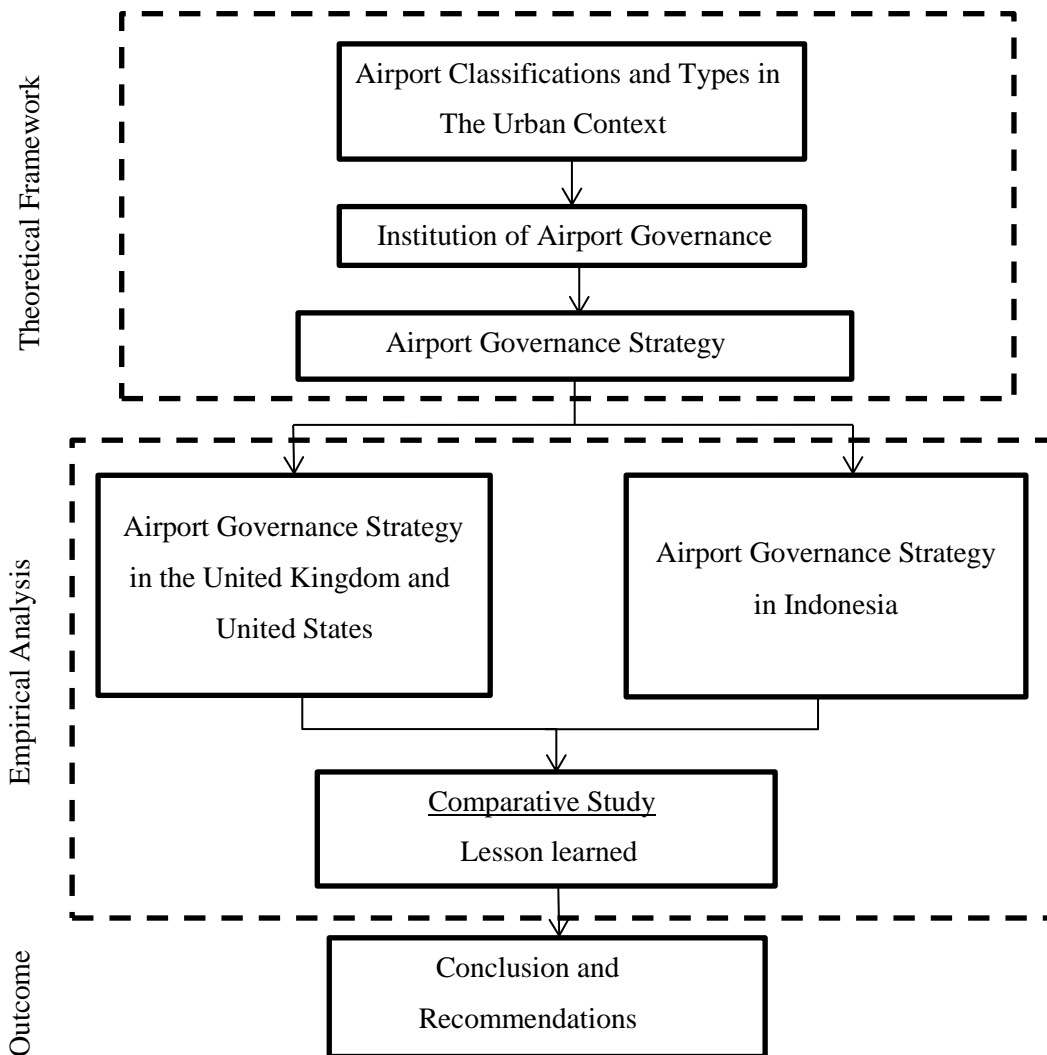 Theoretical Framework
Airport Classifications and Types in
The Urban Context
Institution of Airport Governance
Airport Governance Strategy
Empirical Analysis
Airport Governance Strategy
in the United Kingdom and
United States
Airport Governance Strategy
in Indonesia
Comparative Study
Lesson learned
Outcome
Conclusion and
Recommendations